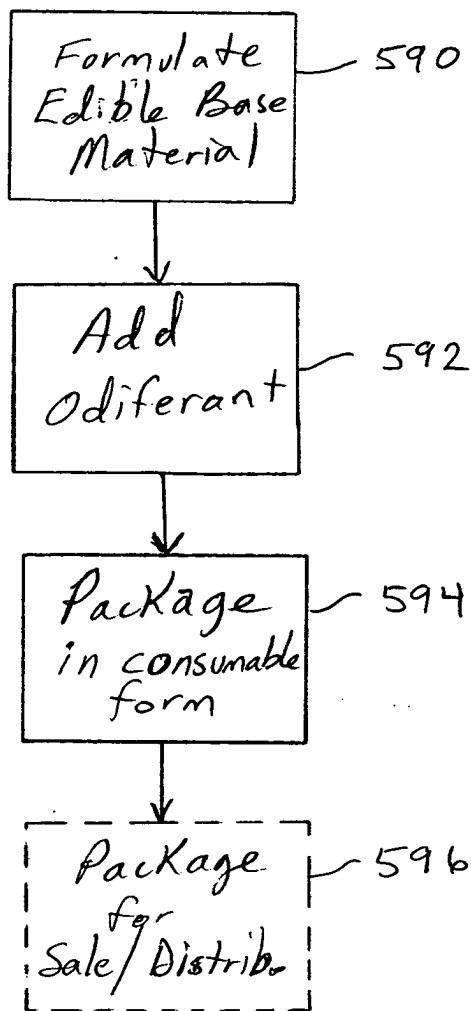 Formulate
Edible Base
Material
590
Add
Odiferant
592
Package
in consumable
form
594
Package
for
Sale/Distrib.
596